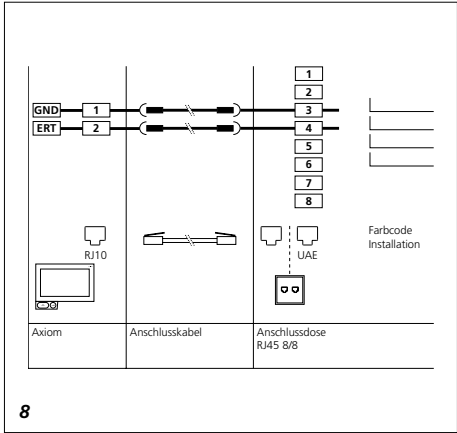 1
2
GND 1 3
ERT 2 4
5
6
7
8
RJ10
UAE
Farbcode
Installation
Axiom
Anschlusskabel
Anschlussdose
RJ45 8/8
8